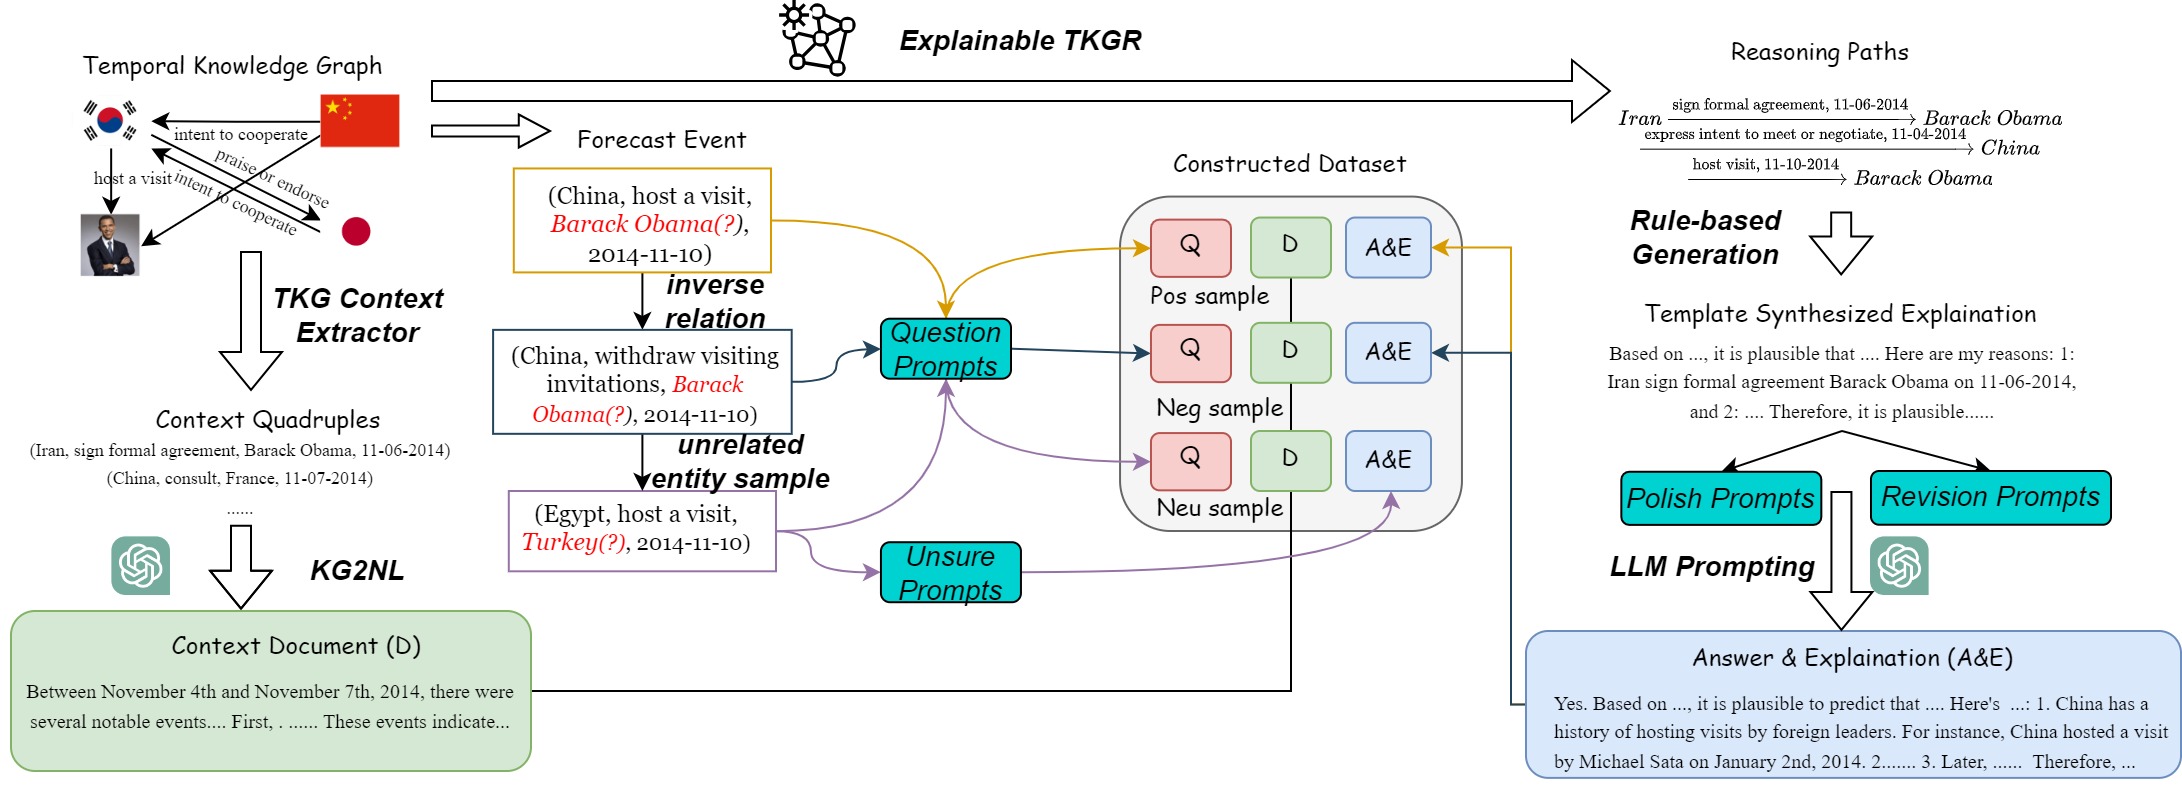 Explainable TKGR
Temporal Knowledge Graph
intent to cooperate
praise or endorse
host a visit
intent to cooperate
TKG Context
Extractor
Context Quadruples
(Iran, sign formal agreement, Barack Obama, 11-06-2014)
(China, consult, France, 11-07-2014)
......
KG2NL
Context Document (D)
Between November 4th and November 7th, 2014, there were
several notable events.... First, . ...... These events indicate...
Forecast Event
(China, host a visit,
Barack Obama(?),
2014-11-10)
inverse
relation
(China, withdraw visiting
invitations, Barack
Obama(?), 2014-11-10)
unrelated
entity sample
(Egypt, host a visit,
Turkey(?), 2014-11-10)
Question
Prompts
Unsure
Prompts
Constructed Dataset
Q D A&E
Pos sample
Q D A&E
Neg sample
Q D A&E
Neu sample
Reasoning Paths
sign formal agreement, 11-06-2014
Iran Barack Obama
express intent to meet or negotiate, 11-04-2014
China
host visit, 11-10-2014
Barack Obama
Rule-based
Generation
Template Synthesized Explaination
Based on ..., it is plausible that .... Here are my reasons: 1:
Iran sign formal agreement Barack Obama on 11-06-2014,
and 2: .... Therefore, it is plausible......
Polish Prompts
Revision Prompts
LLM Prompting
Answer & Explaination (A&E)
Yes. Based on ..., it is plausible to predict that .... Here's ...: 1. China has a
history of hosting visits by foreign leaders. For instance, China hosted a visit
by Michael Sata on January 2nd, 2014. 2....... 3. Later, ...... Therefore, ...